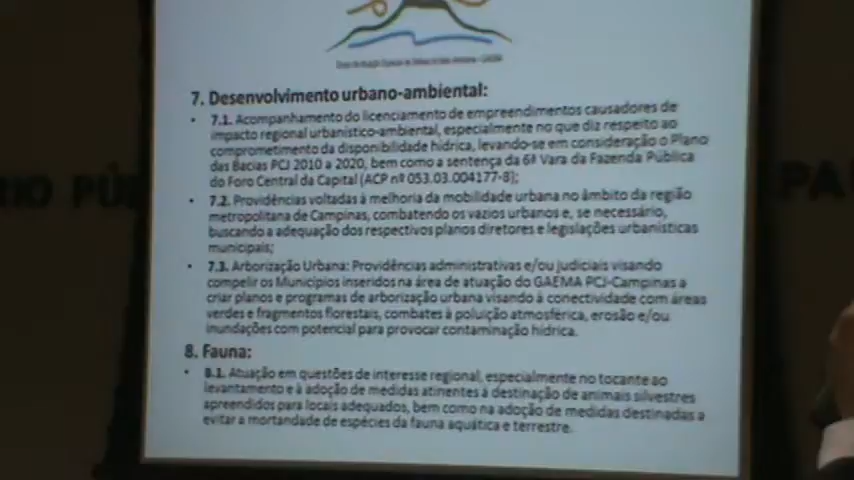 7. Desenvolvimento urbano-ambiental:
• 7.1. Acompanhamento do licenciamento de empreendimentos causadores de
impacto regional urbanístico-ambiental, especialmente no que diz respeito ao
comprometimento da disponibilidade hídrica, levando-se em consideração o Plano
das Bacias PCJ 2010 a 2020, bem como a sentença da 6ª Vara da Fazenda Pública
do Foro Central da Capital (ACP nº 053.03.004177-8);
• 7.2. Providências voltadas à melhoria da mobilidade urbana no âmbito da região
metropolitana de Campinas, combatendo os vazios urbanos e, se necessário,
buscando a adequação dos respectivos planos diretores e legislações urbanísticas
municipais;
• 7.3. Arborização Urbana: Providências administrativas e/ou judiciais visando
compelir os Municípios inseridos na área de atuação do GAEMA PCJ-Campinas a
criar planos e programas de arborização urbana visando à conectividade com áreas
verdes e fragmentos florestais, combates à poluição atmosférica, erosão e/ou
inundações com potencial para provocar contaminação hídrica.
8. Fauna:
• 8.1. Atuação em questões de interesse regional, especialmente no tocante ao
levantamento e à adoção de medidas atinentes à destinação de animais silvestres
apreendidos para locais adequados, bem como na adoção de medidas destinadas a
evitar a mortandade de espécies da fauna aquática e terrestre.